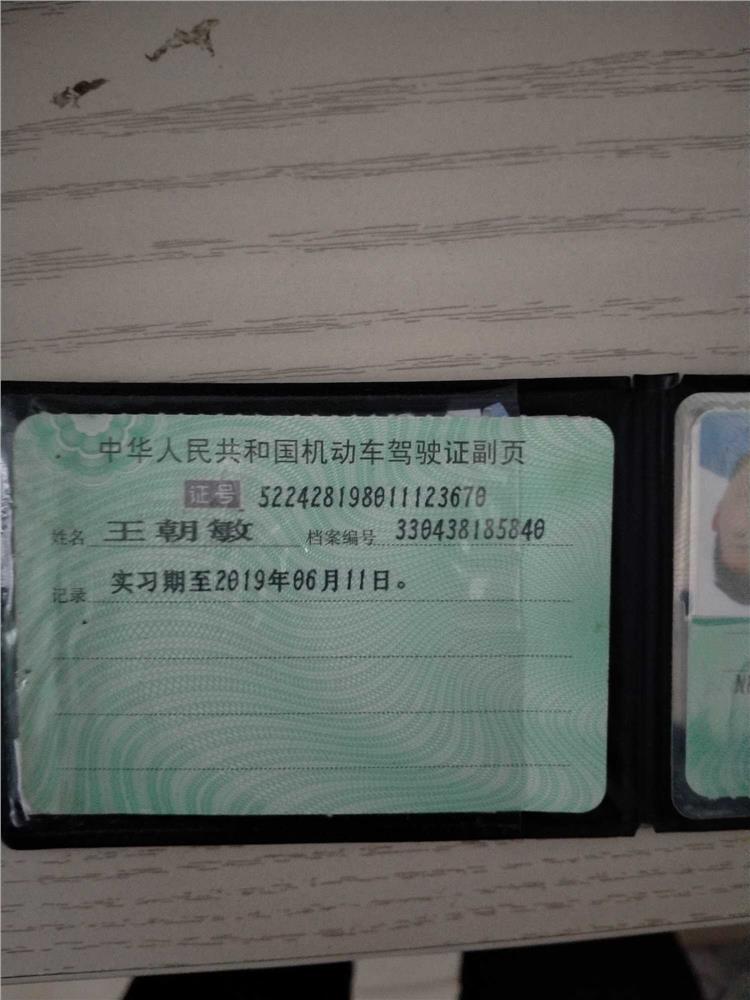 中华人民共和国机动车驾驶证副页
证号 522428198011123670
姓名 王朝敏 档案编号 330438185840
记录 实习期至2019年06月11日。